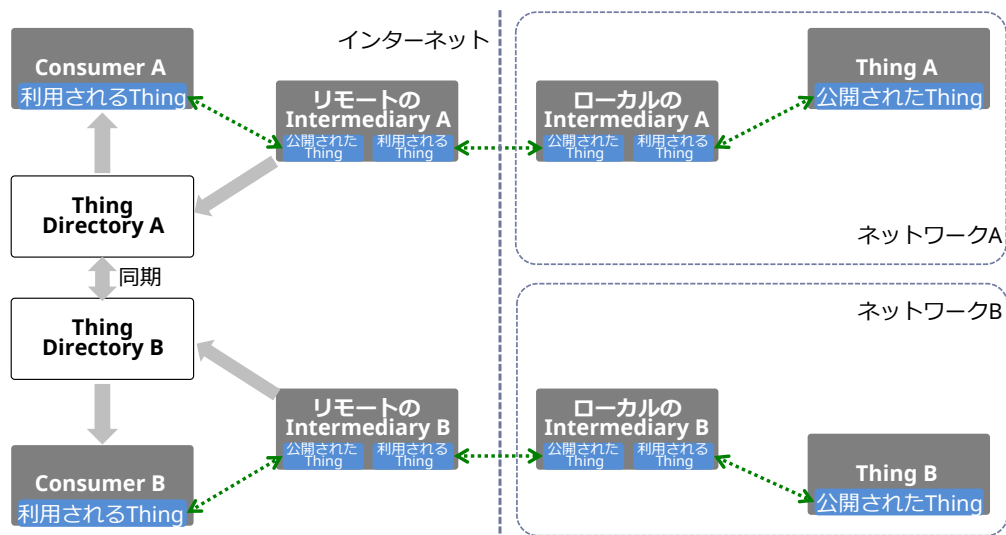 インターネット
Consumer A
利用されるThing
リモートの
Intermediary A
公開された
Thing
利用される
Thing
ローカルの
Intermediary A
公開された
Thing
利用される
Thing
Thing A
公開されたThing
Thing
Directory A
ネットワークA
同期
Thing
Directory B
ネットワークB
リモートの
Intermediary B
公開された
Thing
利用される
Thing
ローカルの
Intermediary B
公開された
Thing
利用される
Thing
Consumer B
利用されるThing
Thing B
公開されたThing